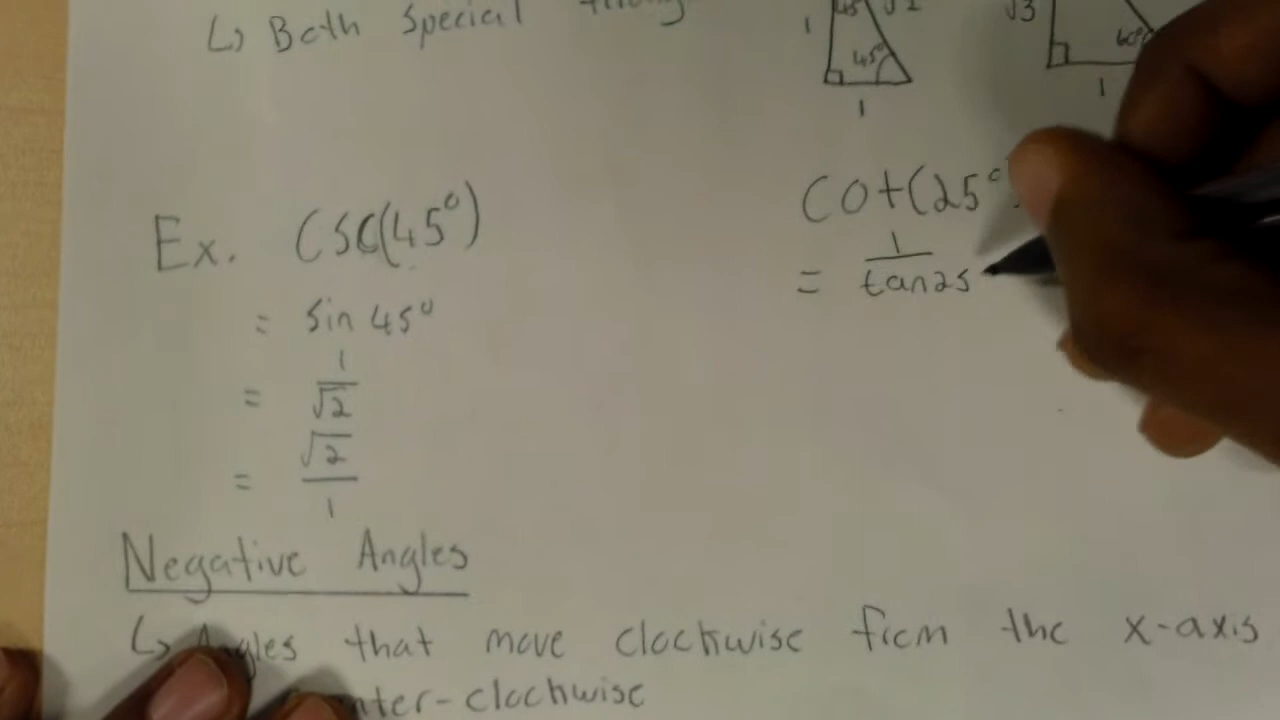 ↳ Both Special
45° √2
1 45°
1
√3 60°
1
Ex. Csc(45°)
= sin 45°
= 1/√2
= √2/1
Cot(25°
= 1/tan25
Negative Angles
↳ Angles that move clockwise from the x-axis
clockwise